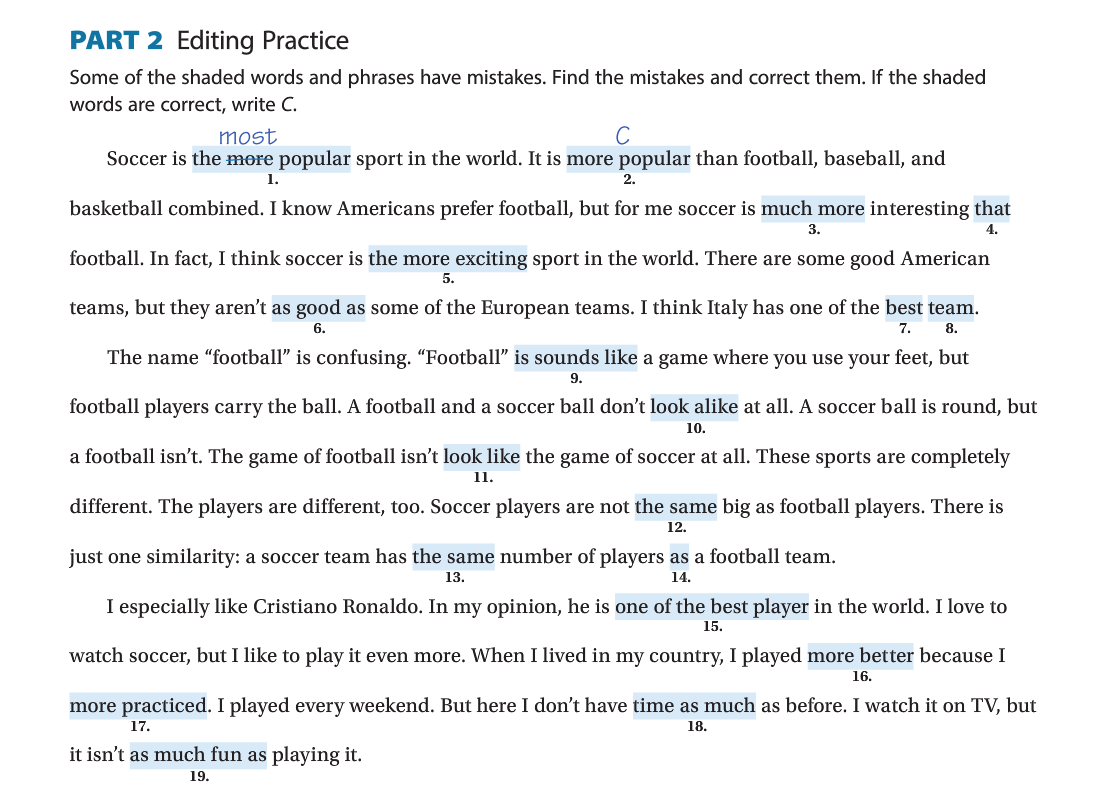 PART 2 Editing Practice
Some of the shaded words and phrases have mistakes. Find the mistakes and correct them. If the shaded
words are correct, write C.
most C
Soccer is the more popular sport in the world. It is more popular than football, baseball, and
1. 2.
basketball combined. I know Americans prefer football, but for me soccer is much more interesting that
3. 4.
football. In fact, I think soccer is the more exciting sport in the world. There are some good American
5.
teams, but they aren't as good as some of the European teams. I think Italy has one of the best team.
6. 7. 8.
The name “football” is confusing. “Football” is sounds like a game where you use your feet, but
9.
football players carry the ball. A football and a soccer ball don't look alike at all. A soccer ball is round, but
10.
a football isn't. The game of football isn't look like the game of soccer at all. These sports are completely
11.
different. The players are different, too. Soccer players are not the same big as football players. There is
12.
just one similarity: a soccer team has the same number of players as a football team.
13. 14.
I especially like Cristiano Ronaldo. In my opinion, he is one of the best player in the world. I love to
15.
watch soccer, but I like to play it even more. When I lived in my country, I played more better because I
16.
more practiced. I played every weekend. But here I don't have time as much as before. I watch it on TV, but
17. 18.
it isn't as much fun as playing it.
19.